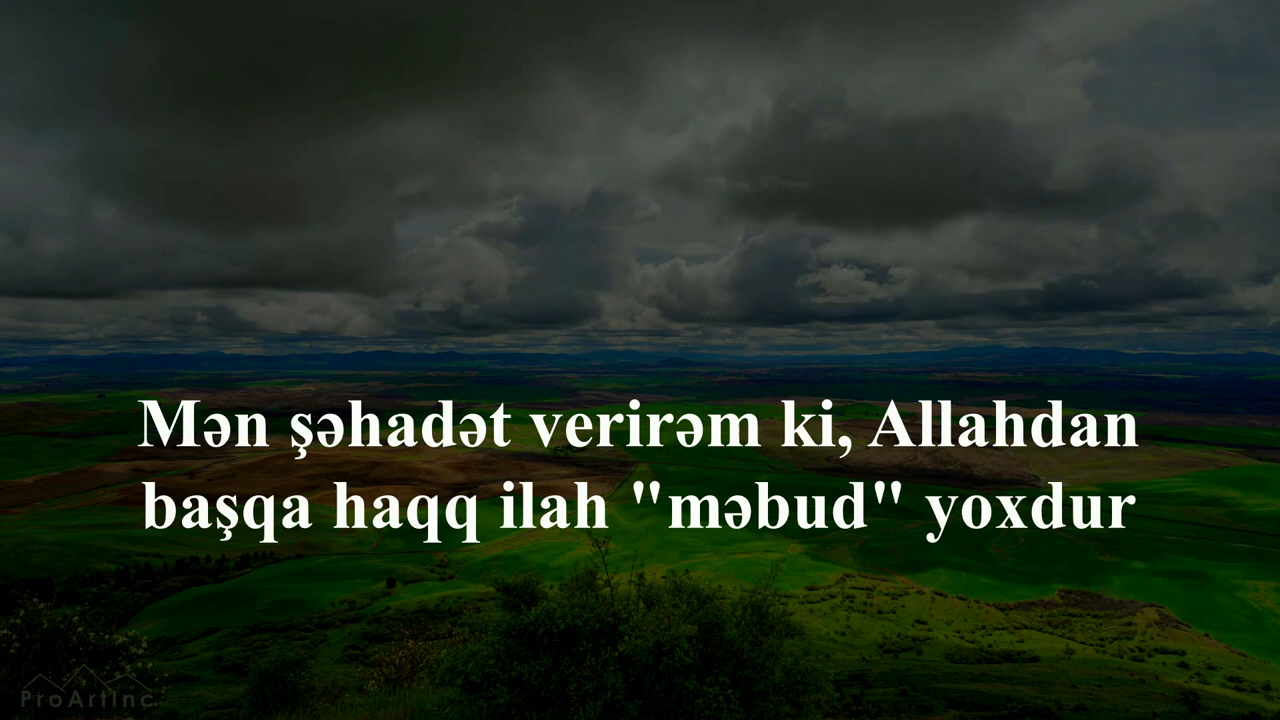 Mən şəhadət verirəm ki, Allahdan
başqa haqq ilah "məbud" yoxdur
ProArtInc